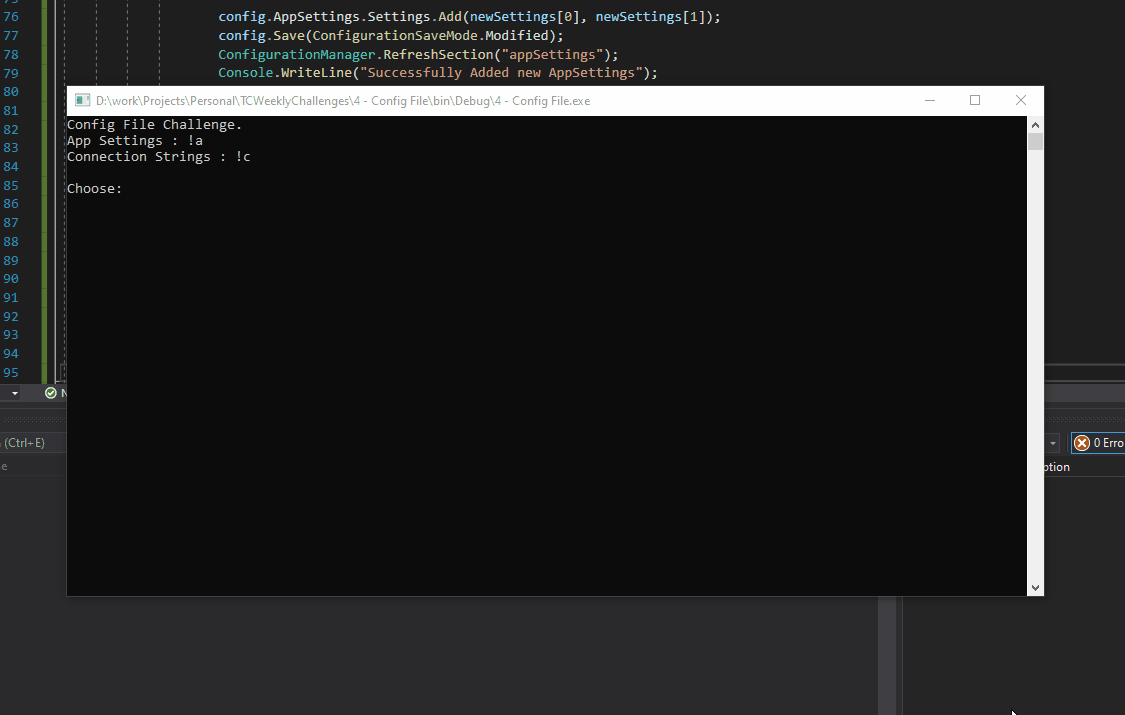 76 config.AppSettings.Settings.Add(newSettings[0], newSettings[1]);
77 config.Save(ConfigurationSaveMode.Modified);
78 ConfigurationManager.RefreshSection("appSettings");
79 Console.WriteLine("Successfully Added new AppSettings");
80
D:\work\Projects\Personal\TCWeeklyChallenges\4 - Config File\bin\Debug\4 - Config File.exe
81
Config File Challenge.
82
App Settings : !a
83
Connection Strings : !c
84
85
Choose:
86
87
88
89
90
91
92
93
94
95
N
(Ctrl+E)
0 Erro
e
ption